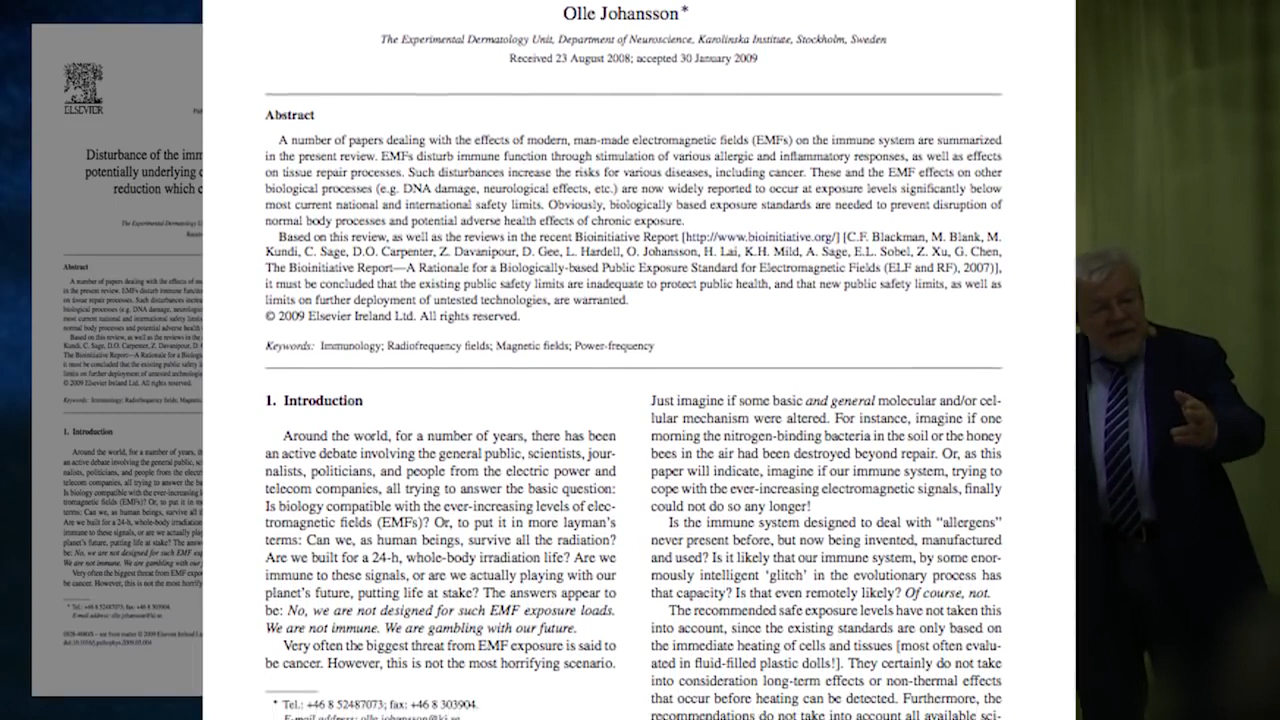 ELSEVIER
Disturbance of the imm
potentially underlying
reduction which c
Olle Johansson*
The Experimental Dermatology Unit, Department of Neuroscience, Karolinska Institute, Stockholm, Sweden
Received 23 August 2008; accepted 30 January 2009
Abstract
A number of papers dealing with the effects of modern, man-made electromagnetic fields (EMFs) on the immune system are summarized
in the present review. EMFs disturb immune function through stimulation of various allergic and inflammatory responses, as well as effects
on tissue repair processes. Such disturbances increase the risks for various diseases, including cancer. These and the EMF effects on other
biological processes (e.g. DNA damage, neurological effects, etc.) are now widely reported to occur at exposure levels significantly below
most current national and international safety limits. Obviously, biologically based exposure standards are needed to prevent disruption of
normal body processes and potential adverse health effects of chronic exposure.
Based on this review, as well as the reviews in the recent Bioinitiative Report [http://www.bioinitiative.org/] [C.F. Blackman, M. Blank, M.
Kundi, C. Sage, D.O. Carpenter, Z. Davanipour, D. Gee, L. Hardell, O. Johansson, H. Lai, K.H. Mild, A. Sage, E.L. Sobel, Z. Xu, G. Chen,
The Bioinitiative Report—A Rationale for a Biologically-based Public Exposure Standard for Electromagnetic Fields (ELF and RF), 2007)],
it must be concluded that the existing public safety limits are inadequate to protect public health, and that new public safety limits, as well as
limits on further deployment of untested technologies, are warranted.
© 2009 Elsevier Ireland Ltd. All rights reserved.
Keywords: Immunology; Radiofrequency fields; Magnetic fields; Power-frequency
1. Introduction
Around the world, for a number of years, there has been
an active debate involving the general public, scientists, jour-
nalists, politicians, and people from the electric power and
telecom companies, all trying to answer the basic question:
Is biology compatible with the ever-increasing levels of elec-
tromagnetic fields (EMFs)? Or, to put it in more layman's
terms: Can we, as human beings, survive all the radiation?
Are we built for a 24-h, whole-body irradiation life? Are we
immune to these signals, or are we actually playing with our
planet's future, putting life at stake? The answers appear to
be: No, we are not designed for such EMF exposure loads.
We are not immune. We are gambling with our future.
Very often the biggest threat from EMF exposure is said to
be cancer. However, this is not the most horrifying scenario.
* Tel.: +46 8 52487073; fax: +46 8 303904.
E-mail address: olle.johansson@ki.se
Just imagine if some basic and general molecular and/or cel-
lular mechanism were altered. For instance, imagine if one
morning the nitrogen-binding bacteria in the soil or the honey
bees in the air had been destroyed beyond repair. Or, as this
paper will indicate, imagine if our immune system, trying to
cope with the ever-increasing electromagnetic signals, finally
could not do so any longer!
Is the immune system designed to deal with “allergens”
never present before, but now being invented, manufactured
and used? Is it likely that our immune system, by some enor-
mously intelligent ‘glitch’ in the evolutionary process has
that capacity? Is that even remotely likely? Of course, not.
The recommended safe exposure levels have not taken this
into account, since the existing standards are only based on
the immediate heating of cells and tissues [most often evalu-
ated in fluid-filled plastic dolls!]. They certainly do not take
into consideration long-term effects or non-thermal effects
that occur before heating can be detected. Furthermore, the
recommendations do not take into account all available sci-